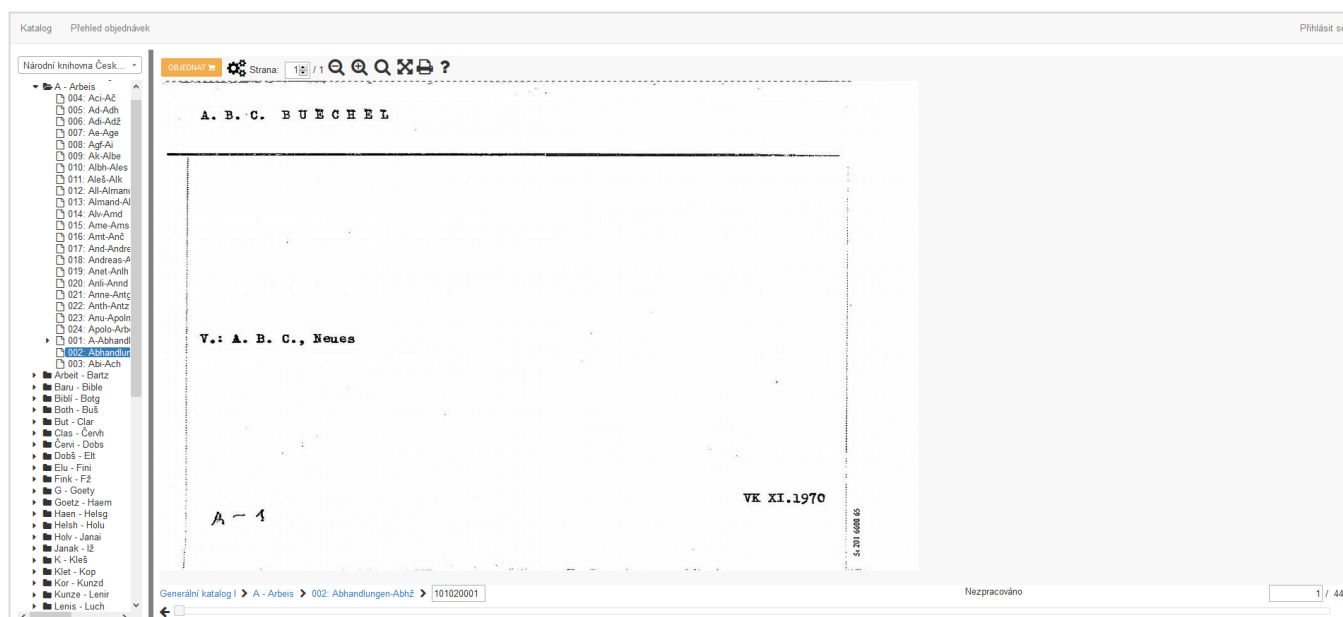 Katalog Přehled objednávek Přihlásit se
Národní knihovna Česk...
OBJEDNAT Strana: 1 / 1 ?
A - Arbeis
004: Aci-Ač
005: Ad-Adh
006: Adi-Adž
007: Ae-Age
008: Agf-Ai
009: Ak-Albe
010: Albh-Ales
011: Aleš-Alk
012: All-Almand
013: Almand-Al
014: Alv-Amd
015: Ame-Ams
016: Amt-Anč
017: And-Andre
018: Andreas-A
019: Anet-Anlh
020: Anli-Annd
021: Anne-Antg
022: Anth-Antz
023: Anu-Apoln
024: Apolo-Arb
001: A-Abhandl
002: Abhandlun
003: Abi-Ach
Arbeit - Bartz
Baru - Bible
Biblí - Botg
Both - Buš
But - Clar
Clas - Červh
Červi - Dobs
Dobš - Elt
Elu - Fini
Fink - Fž
G - Goety
Goetz - Haem
Haen - Helsg
Helsh - Holu
Holv - Janai
Janak - Iž
K - Kleš
Klet - Kop
Kor - Kunzd
Kunze - Lenir
Lenis - Luch
A. B. C. BUECHEL
V.: A. B. C., Neues
VK XI.1970
A - 1
Generální katalog I A - Arbeis 002: Abhandlungen-Abhž 101020001 Nezpracováno 1 / 44